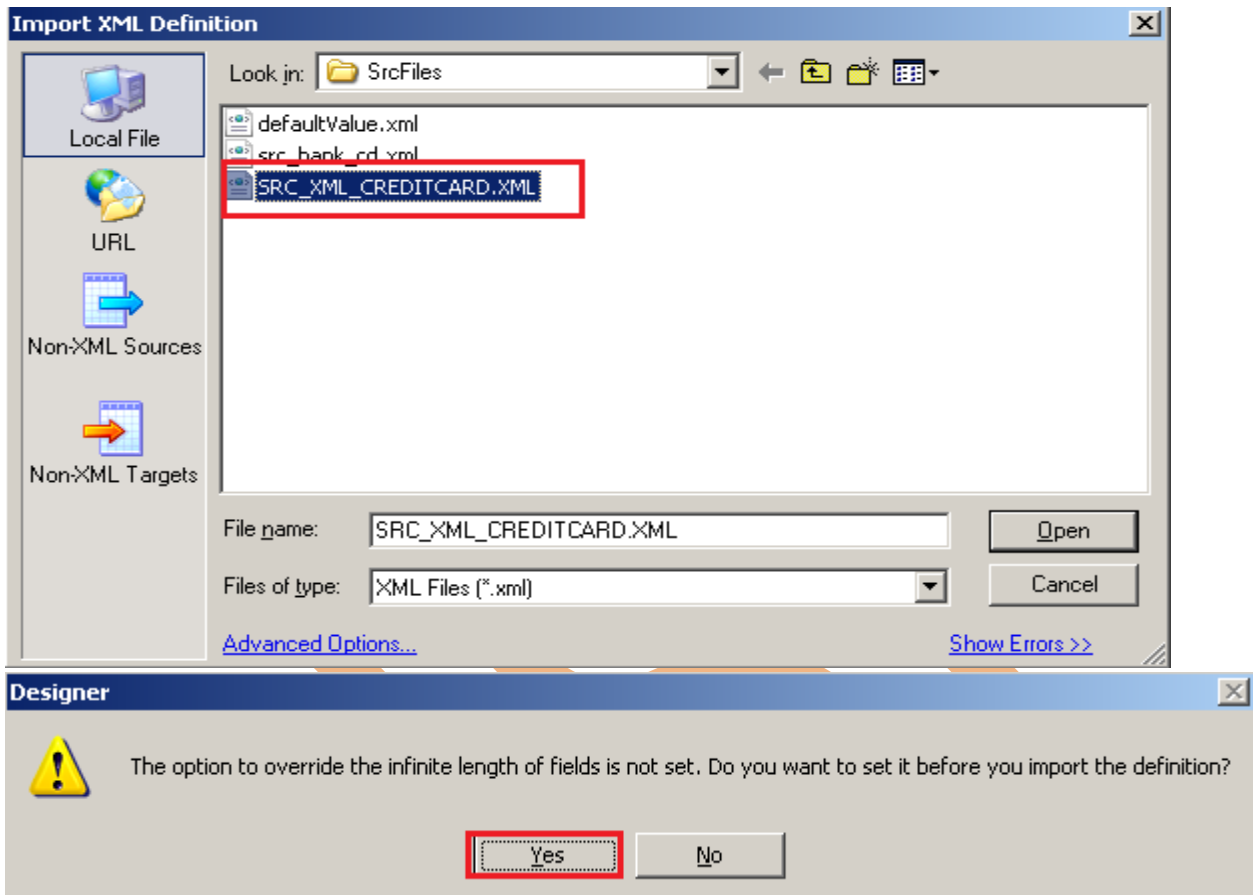 Import XML Definition
Look in: SrcFiles
Local File
URL
Non-XML Sources
Non-XML Targets
defaultValue.xml
src_bank_cd.xml
SRC_XML_CREDITCARD.XML
File name: SRC_XML_CREDITCARD.XML Open
Files of type: XML Files (*.xml) Cancel
Advanced Options... Show Errors >>
Designer
The option to override the infinite length of fields is not set. Do you want to set it before you import the definition?
Yes No